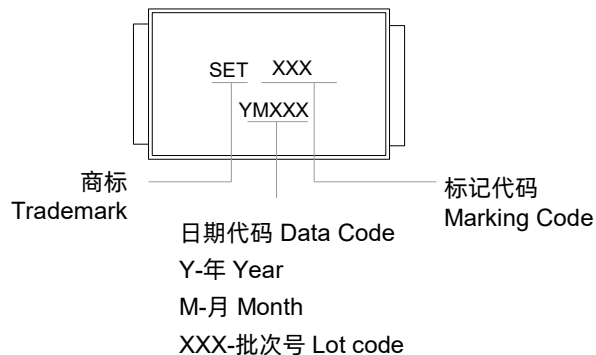 SET XXX
YMXXX
商标
Trademark
标记代码
Marking Code
日期代码 Data Code
Y-年 Year
M-月 Month
XXX-批次号 Lot code